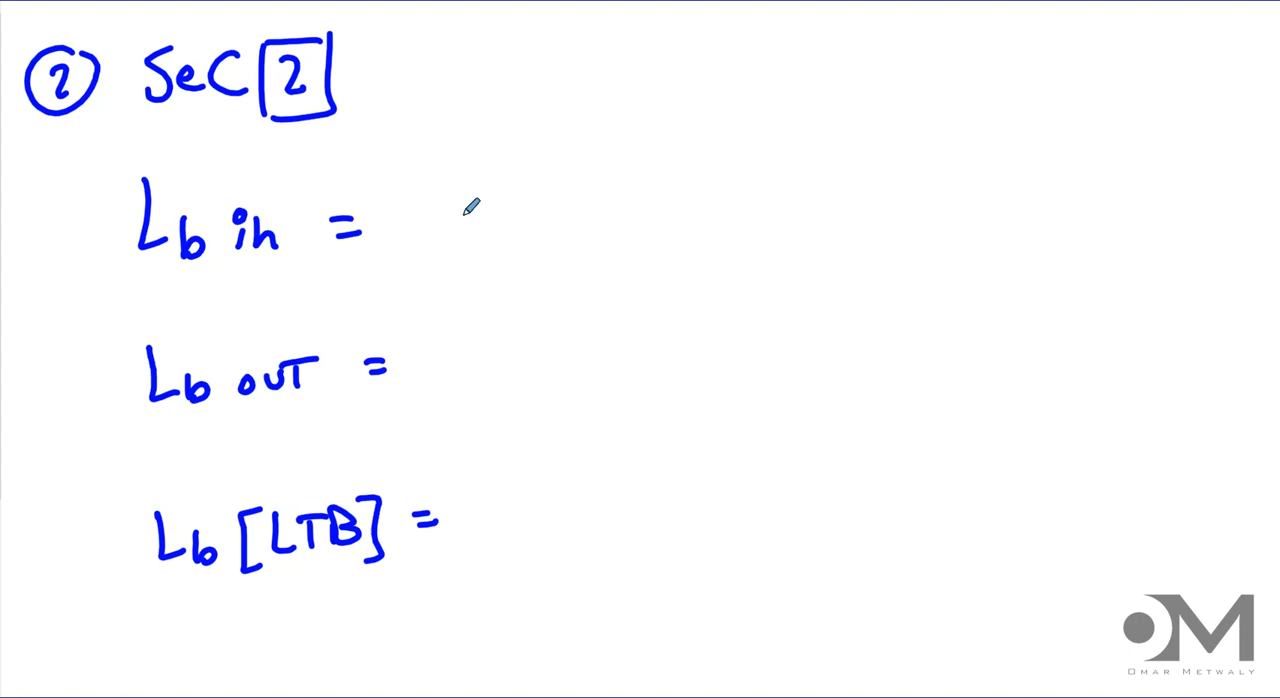 2 SeC 2
Lb in =
Lb out =
Lb [LTB] =
OM
OMAR METWALY